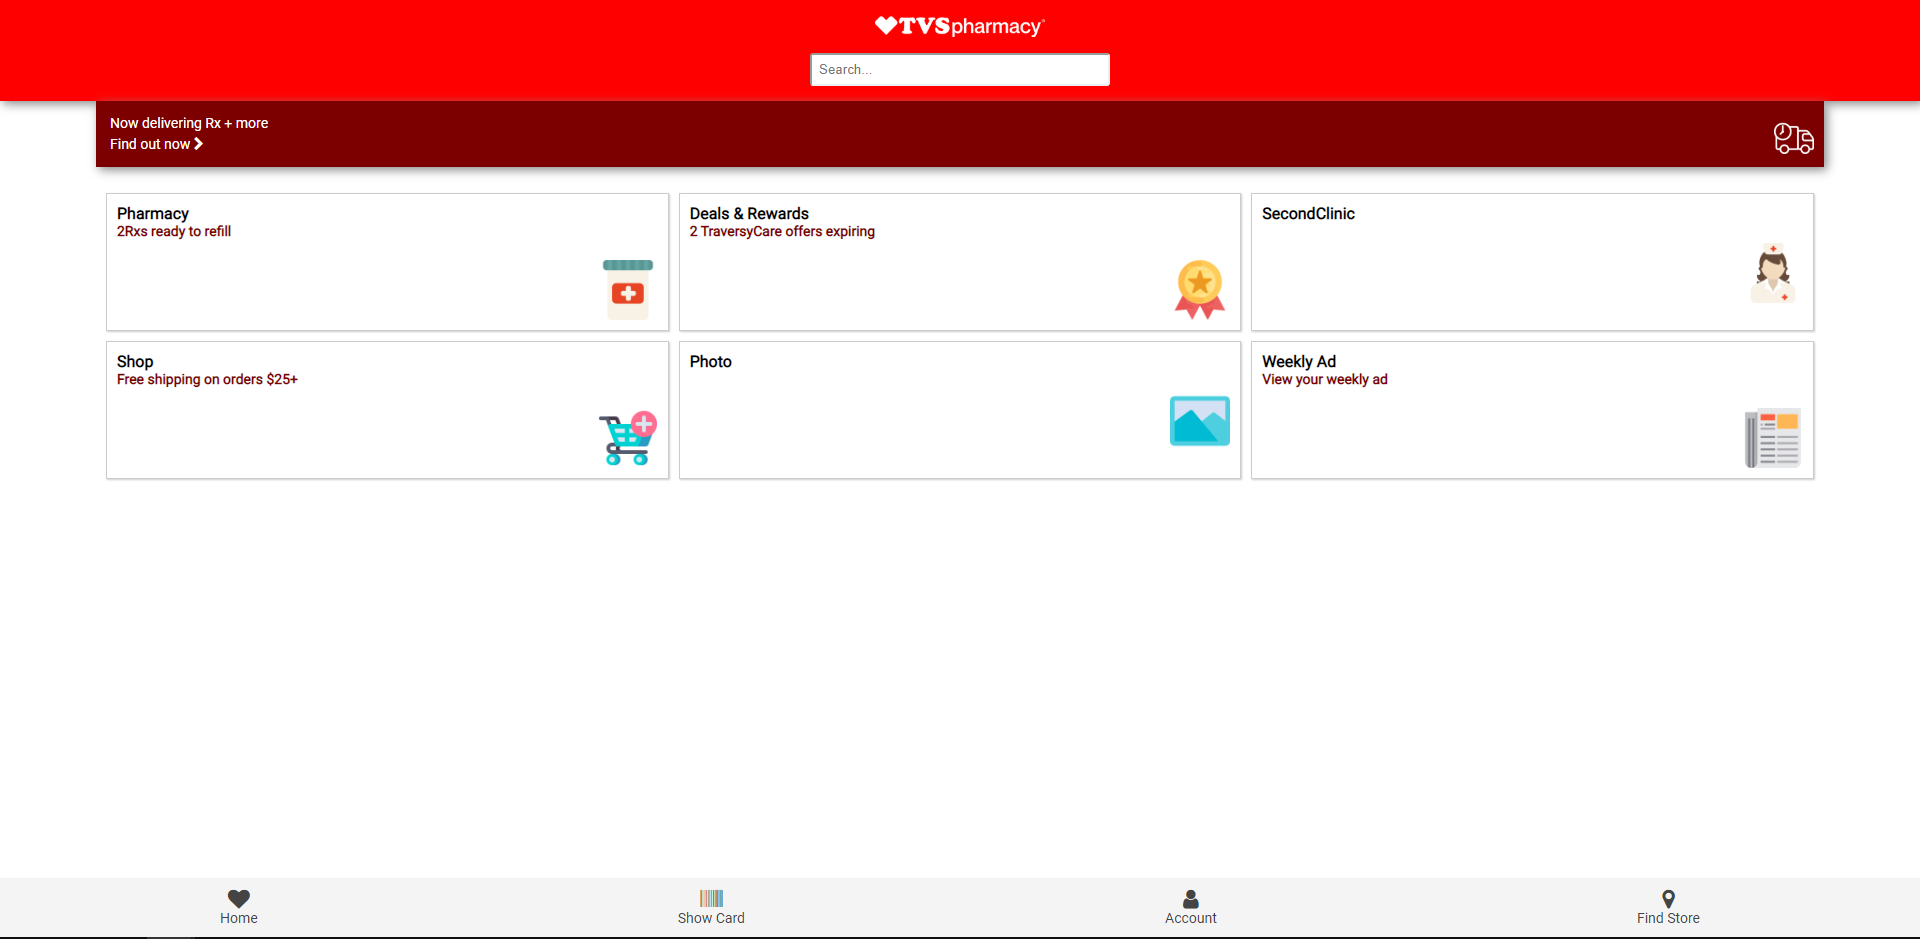 TVSpharmacy
Search...
Now delivering Rx + more
Find out now
Pharmacy
2Rxs ready to refill
Deals & Rewards
2 TraversyCare offers expiring
SecondClinic
Shop
Free shipping on orders $25+
Photo
Weekly Ad
View your weekly ad
Home
Show Card
Account
Find Store